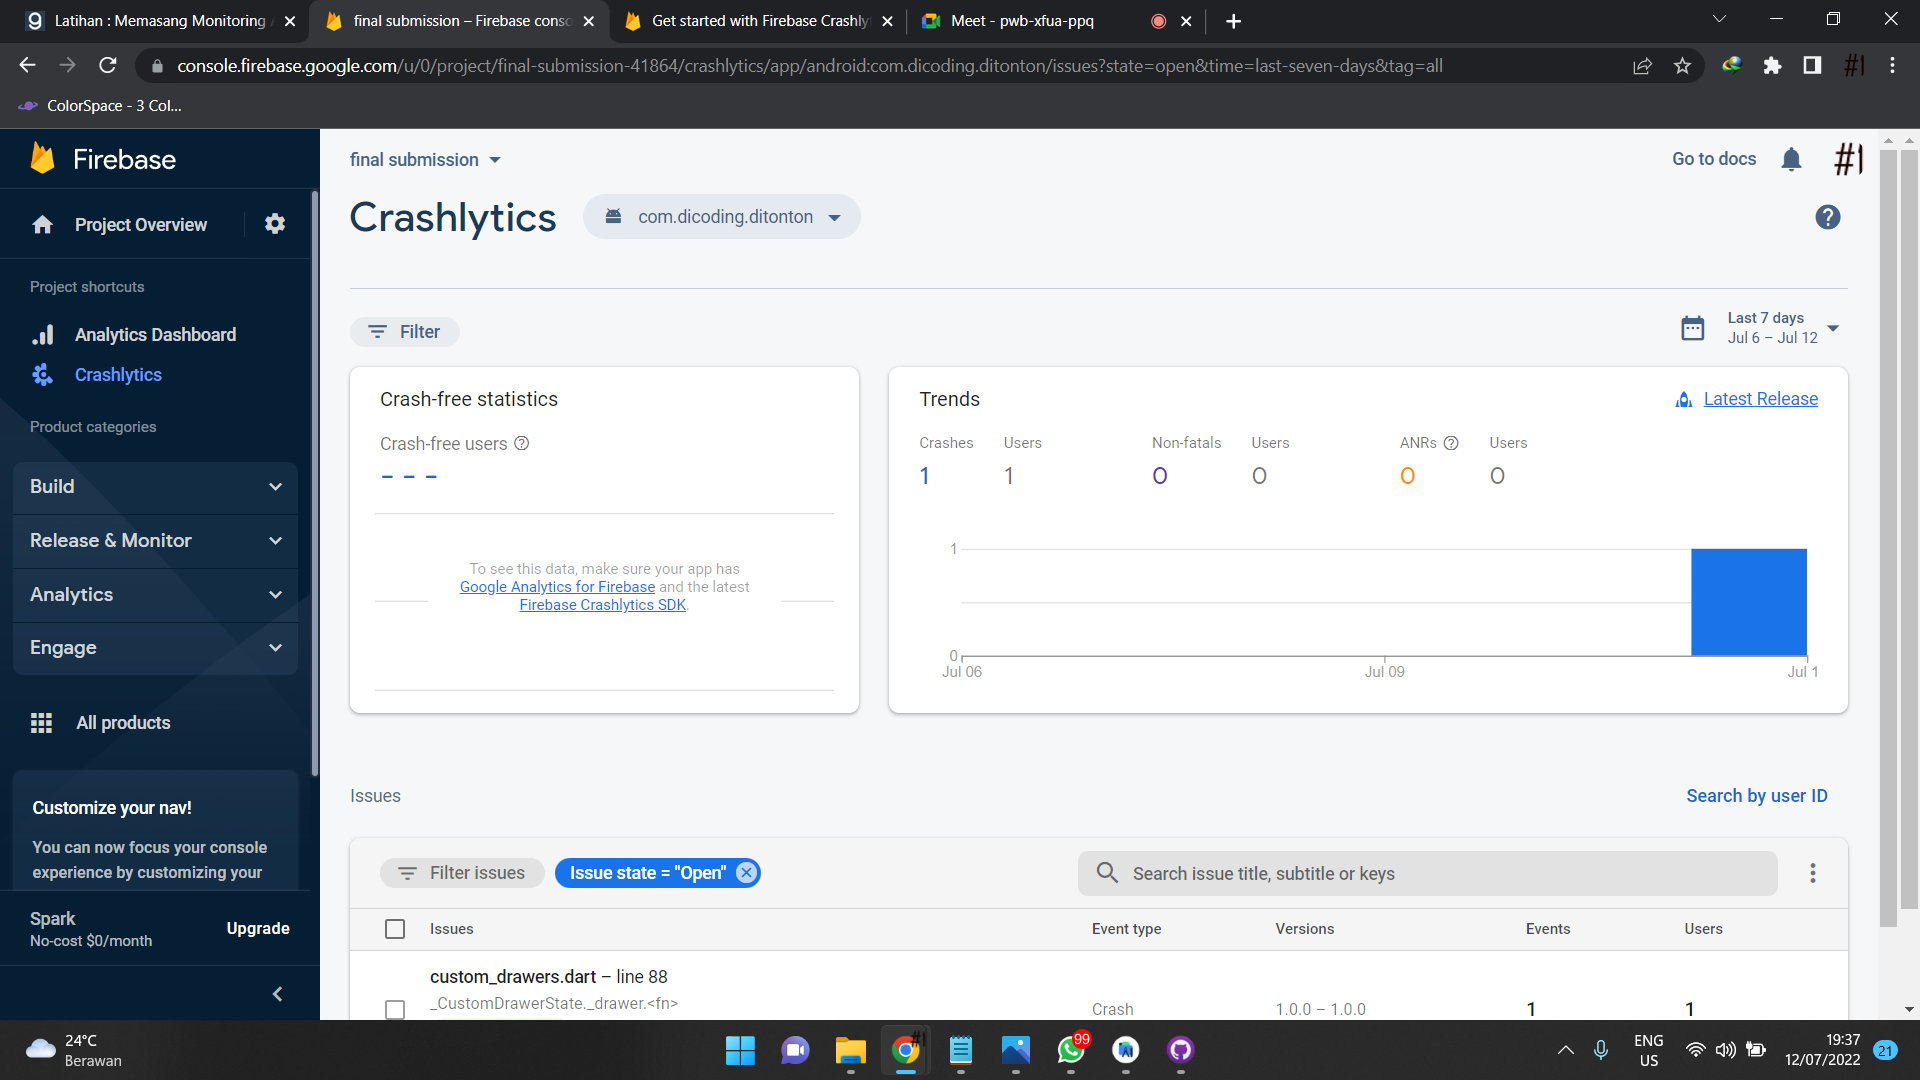 Latihan : Memasang Monitoring
final submission – Firebase conso
Get started with Firebase Crashly
Meet - pwb-xfua-ppq
console.firebase.google.com/u/0/project/final-submission-41864/crashlytics/app/android:com.dicoding.ditonton/issues?state=open&time=last-seven-days&tag=all
#1
ColorSpace - 3 Col...
Firebase
final submission
Go to docs
#1
Project Overview
Crashlytics
com.dicoding.ditonton
Project shortcuts
Analytics Dashboard
Crashlytics
Product categories
Build
Release & Monitor
Analytics
Engage
All products
Customize your nav!
You can now focus your console
experience by customizing your
Spark
No-cost $0/month
Upgrade
Filter
Last 7 days
Jul 6 – Jul 12
Crash-free statistics
Crash-free users
– – –
To see this data, make sure your app has
Google Analytics for Firebase and the latest
Firebase Crashlytics SDK.
Trends
Latest Release
Crashes Users Non-fatals Users ANRs Users
1 1 0 0 0 0
1
0
Jul 06 Jul 09 Jul 1
Issues
Search by user ID
Filter issues
Issue state = "Open"
Search issue title, subtitle or keys
Issues Event type Versions Events Users
custom_drawers.dart – line 88
_CustomDrawerState._drawer.<fn>
Crash 1.0.0 – 1.0.0 1 1
24°C
Berawan
#1
99
ENG
US
19:37
12/07/2022
21